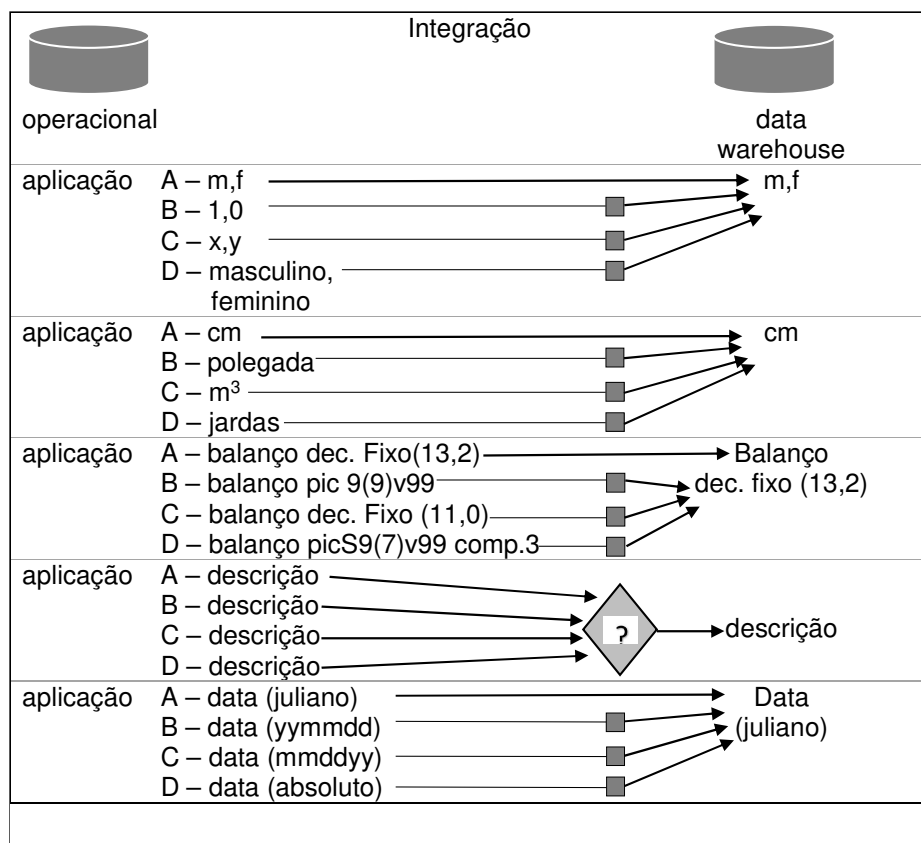 Integração
operacional
data
warehouse
aplicação A – m,f m,f
B – 1,0
C – x,y
D – masculino,
feminino
aplicação A – cm cm
B – polegada
C – m³
D – jardas
aplicação A – balanço dec. Fixo(13,2) Balanço
B – balanço pic 9(9)v99 dec. fixo (13,2)
C – balanço dec. Fixo (11,0)
D – balanço picS9(7)v99 comp.3
aplicação A – descrição
B – descrição
C – descrição ? descrição
D – descrição
aplicação A – data (juliano) Data
B – data (yymmdd) (juliano)
C – data (mmddyy)
D – data (absoluto)